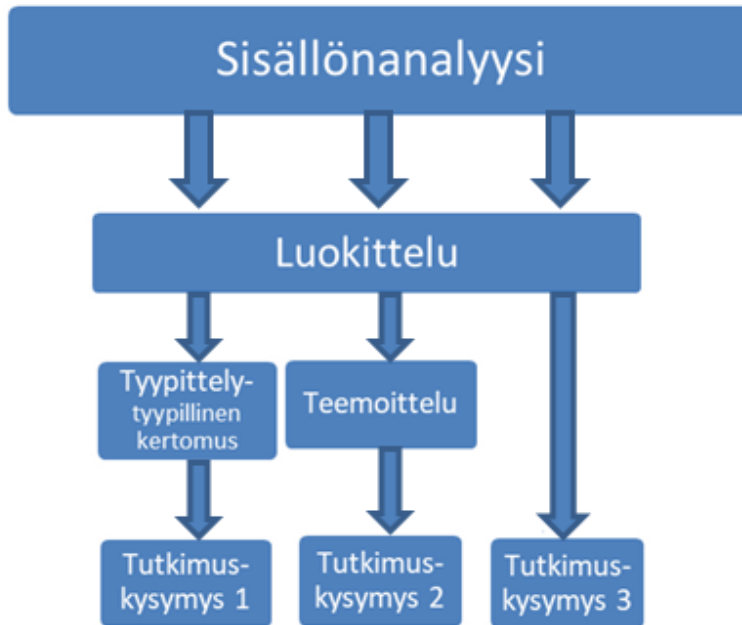 Sisällönanalyysi
Luokittelu
Tyypittely-
tyypillinen
kertomus
Teemoittelu
Tutkimus-
kysymys 1
Tutkimus-
kysymys 2
Tutkimus-
kysymys 3